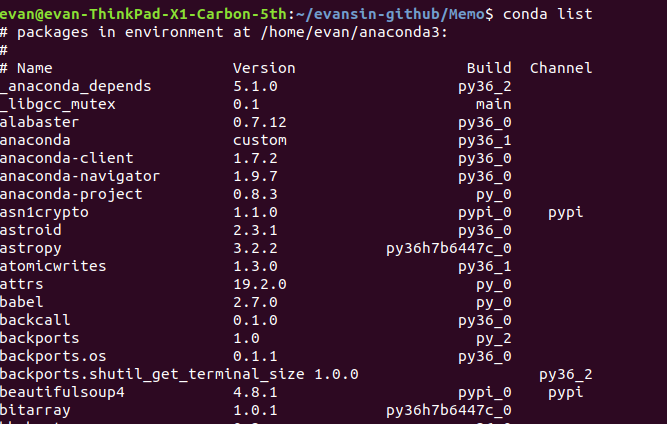 evan@evan-ThinkPad-X1-Carbon-5th:~/evansin-github/Memo$ conda list
# packages in environment at /home/evan/anaconda3:
#
# Name Version Build Channel
_anaconda_depends 5.1.0 py36_2
_libgcc_mutex 0.1 main
alabaster 0.7.12 py36_0
anaconda custom py36_1
anaconda-client 1.7.2 py36_0
anaconda-navigator 1.9.7 py36_0
anaconda-project 0.8.3 py_0
asn1crypto 1.1.0 pypi_0 pypi
astroid 2.3.1 py36_0
astropy 3.2.2 py36h7b6447c_0
atomicwrites 1.3.0 py36_1
attrs 19.2.0 py_0
babel 2.7.0 py_0
backcall 0.1.0 py36_0
backports 1.0 py_2
backports.os 0.1.1 py36_0
backports.shutil_get_terminal_size 1.0.0 py36_2
beautifulsoup4 4.8.1 pypi_0 pypi
bitarray 1.0.1 py36h7b6447c_0